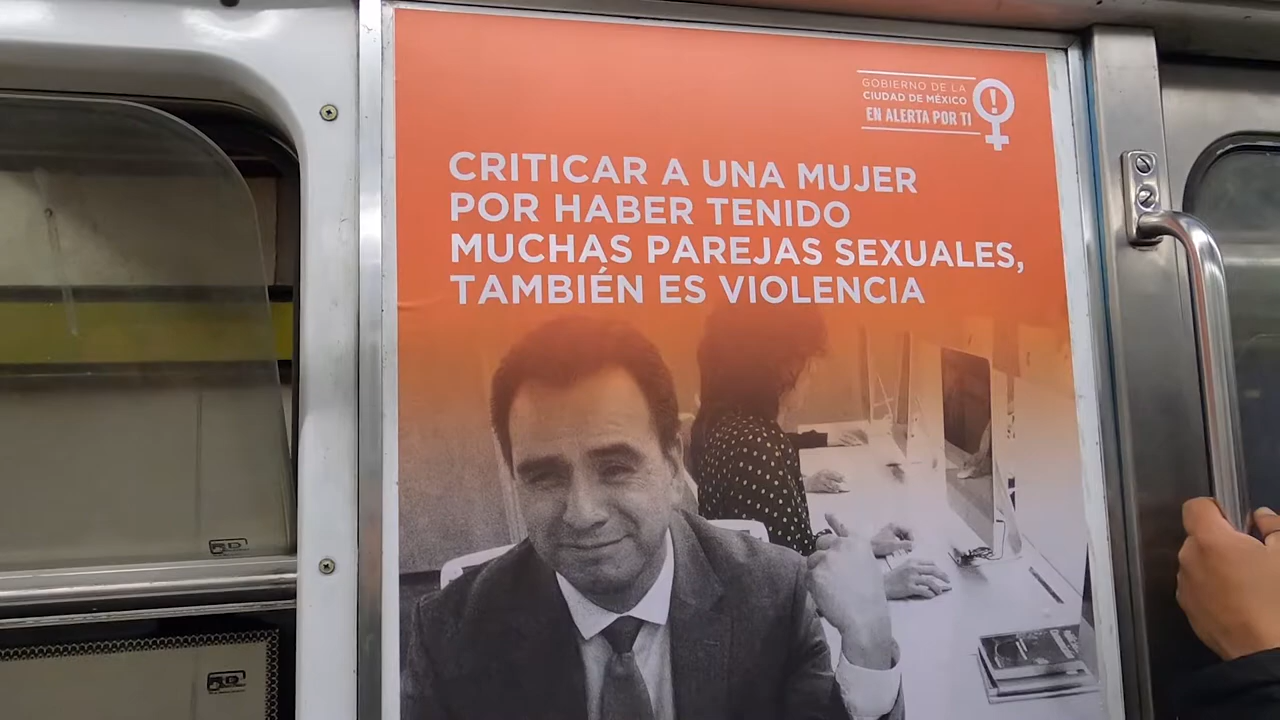 GOBIERNO DE LA
CIUDAD DE MÉXICO
EN ALERTA POR TI
CRITICAR A UNA MUJER
POR HABER TENIDO
MUCHAS PAREJAS SEXUALES,
TAMBIÉN ES VIOLENCIA